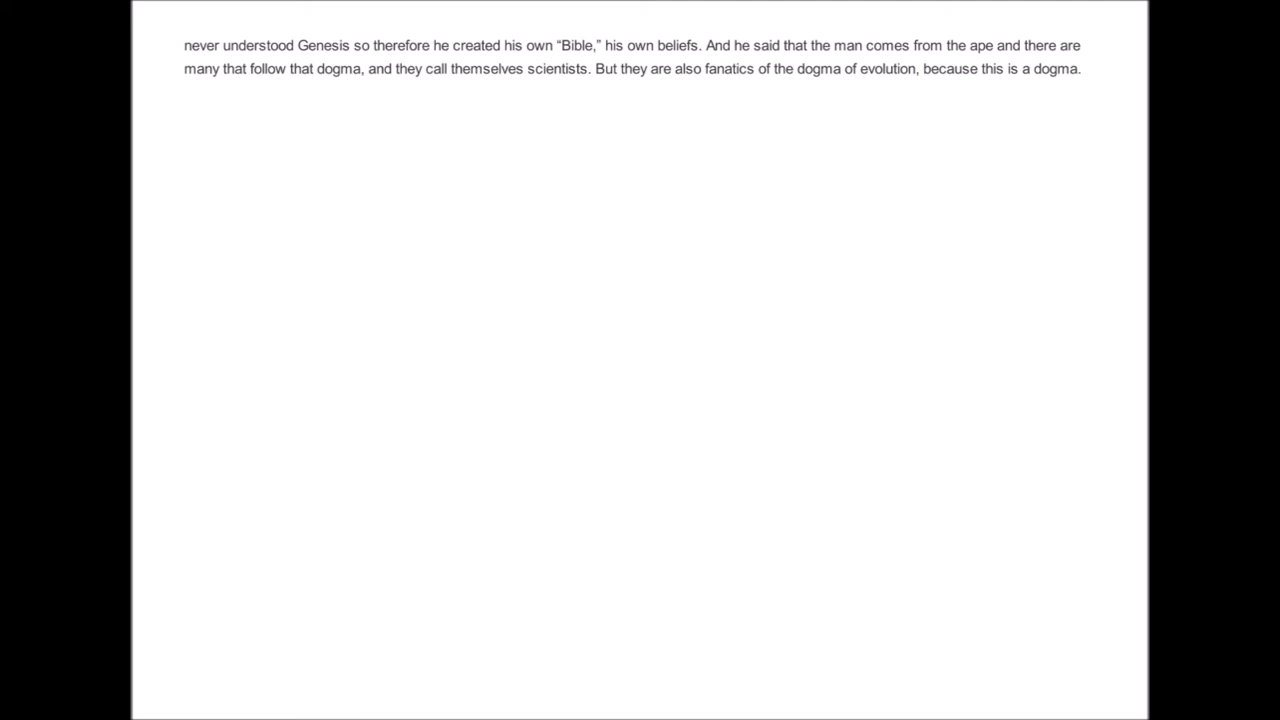 never understood Genesis so therefore he created his own “Bible,” his own beliefs. And he said that the man comes from the ape and there are
many that follow that dogma, and they call themselves scientists. But they are also fanatics of the dogma of evolution, because this is a dogma.